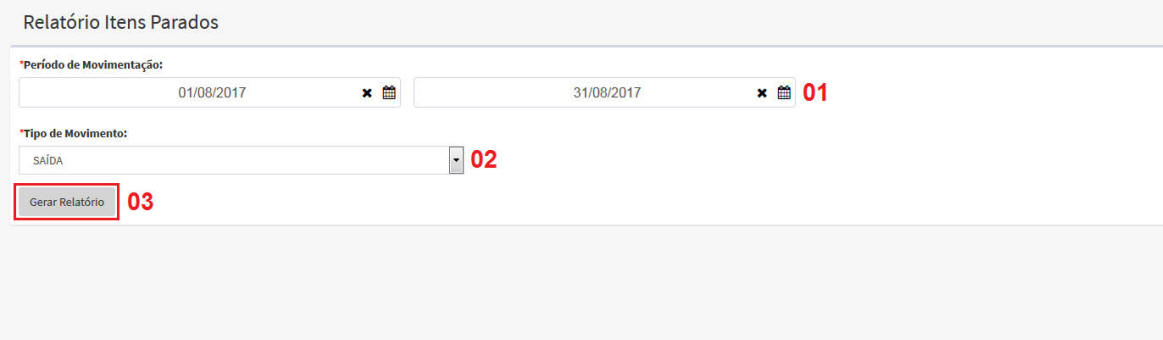 Relatório Itens Parados
*Período de Movimentação:
01/08/2017 31/08/2017 01
*Tipo de Movimento:
SAÍDA 02
Gerar Relatório 03